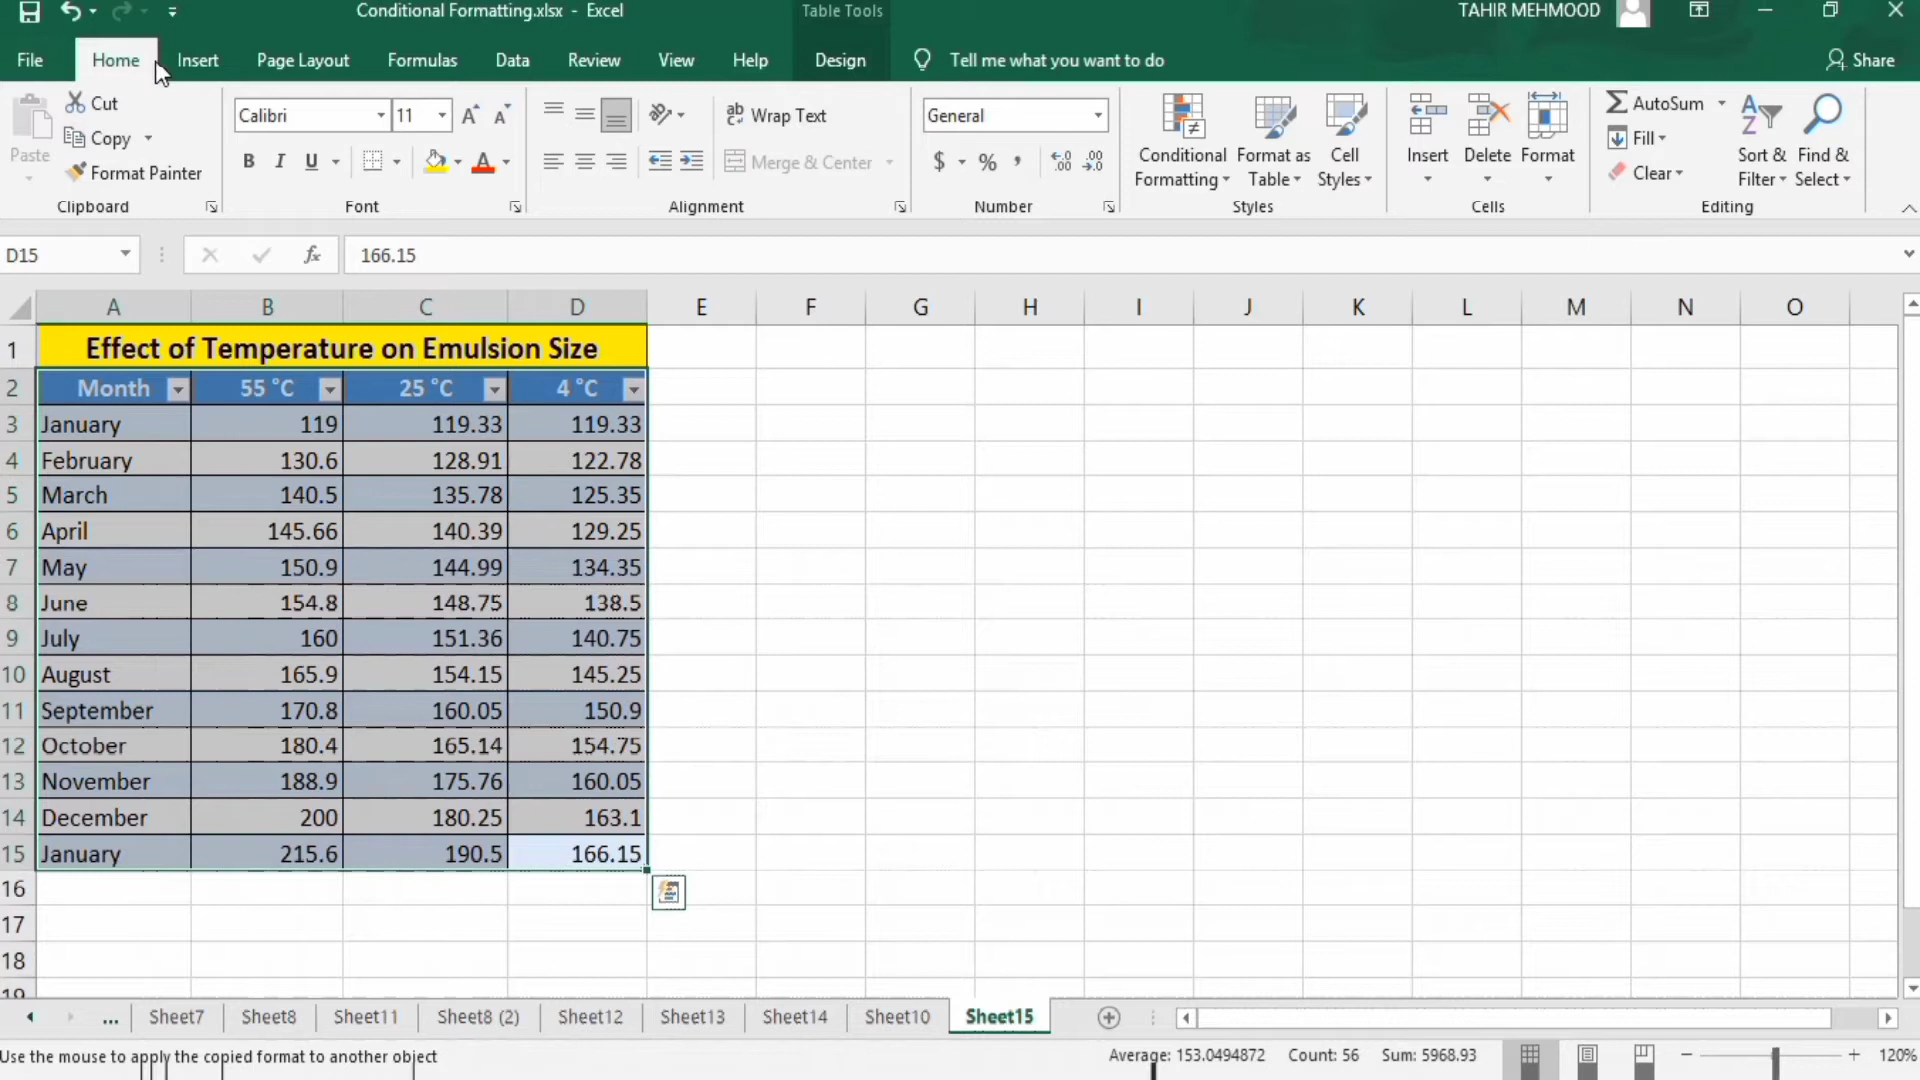 Conditional Formatting.xlsx - Excel
Table Tools
TAHIR MEHMOOD
File Home Insert Page Layout Formulas Data Review View Help Design Tell me what you want to do Share
Cut
Copy
Format Painter
Paste
Clipboard
Calibri 11
B I U A
Font
ab Wrap Text
Merge & Center
Alignment
General
$ % ,
Number
Conditional Formatting
Format as Table
Cell Styles
Styles
Insert Delete Format
Cells
AutoSum
Fill
Clear
Sort & Filter
Find & Select
Editing
D15 fx 166.15
A B C D E F G H I J K L M N O
1 Effect of Temperature on Emulsion Size
2 Month 55 °C 25 °C 4 °C
3 January 119 119.33 119.33
4 February 130.6 128.91 122.78
5 March 140.5 135.78 125.35
6 April 145.66 140.39 129.25
7 May 150.9 144.99 134.35
8 June 154.8 148.75 138.5
9 July 160 151.36 140.75
10 August 165.9 154.15 145.25
11 September 170.8 160.05 150.9
12 October 180.4 165.14 154.75
13 November 188.9 175.76 160.05
14 December 200 180.25 163.1
15 January 215.6 190.5 166.15
16
17
18
19
... Sheet7 Sheet8 Sheet11 Sheet8 (2) Sheet12 Sheet13 Sheet14 Sheet10 Sheet15
Use the mouse to apply the copied format to another object
Average: 153.0494872 Count: 56 Sum: 5968.93 120%